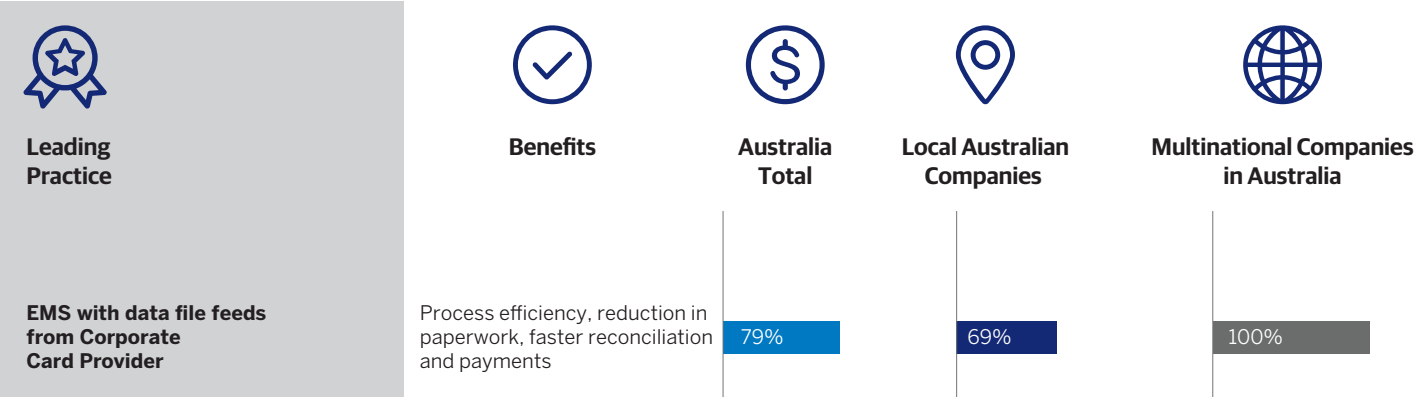 Leading
Practice
Benefits
Australia
Total
Local Australian
Companies
Multinational Companies
in Australia
EMS with data file feeds
from Corporate
Card Provider
Process efficiency, reduction in
paperwork, faster reconciliation
and payments
79%
69%
100%